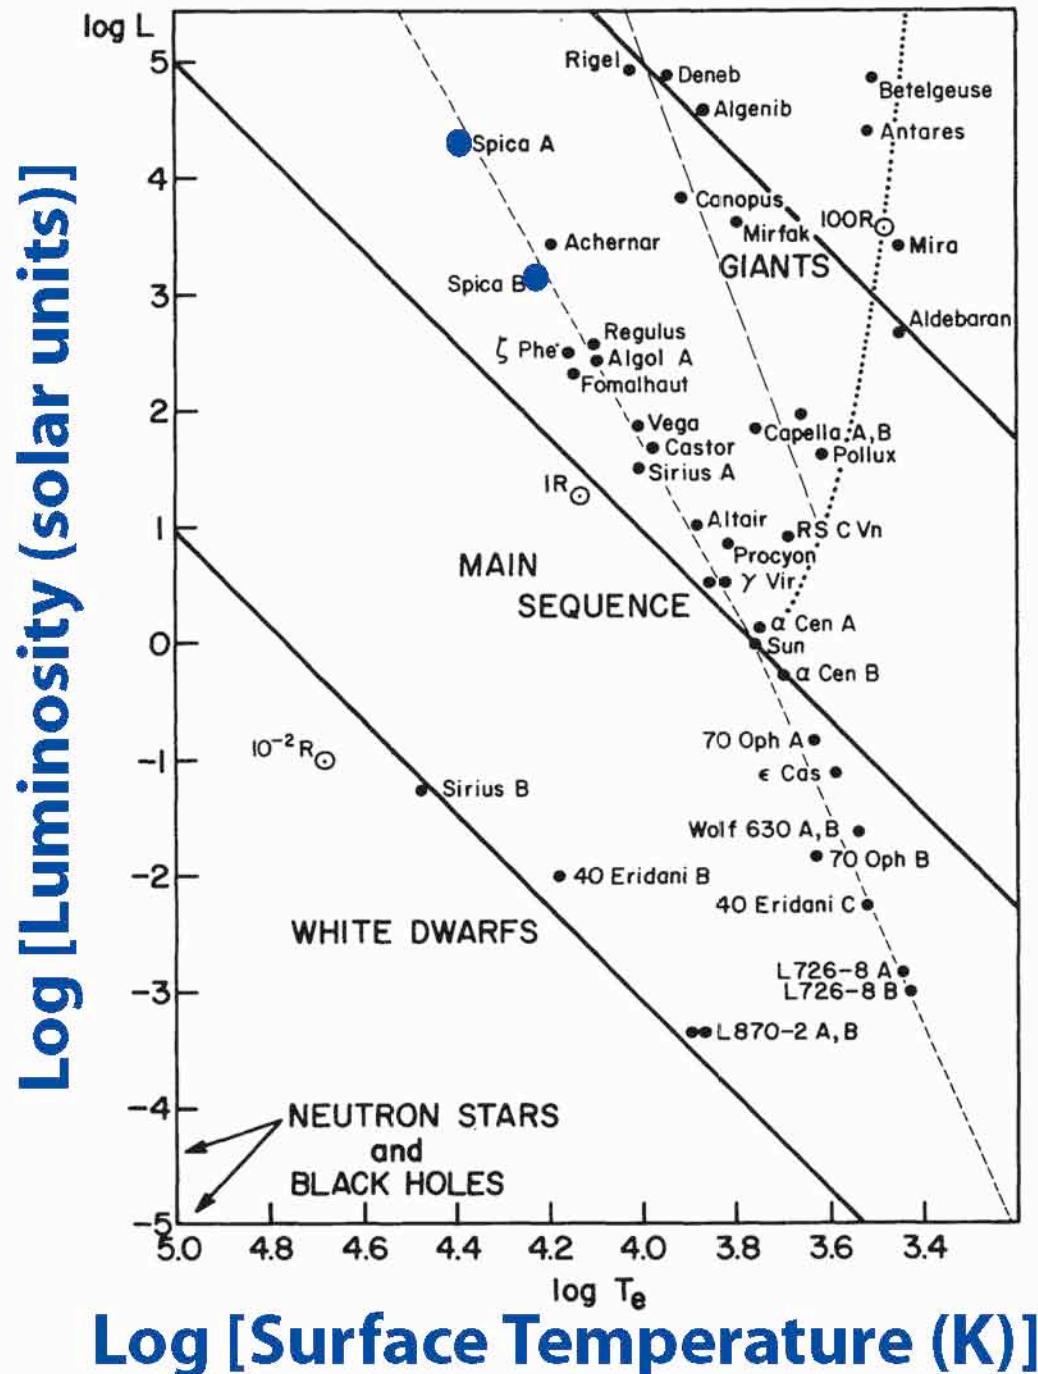 log L
5
4
3
2
1
0
-1
-2
-3
-4
-5
Log [Luminosity (solar units)]
Rigel
Deneb
Betelgeuse
Algenib
Antares
Spica A
Canopus
100R
Mirfak
Mira
Achernar
GIANTS
Spica B
Aldebaran
Regulus
ζ Phe
Algol A
Fomalhaut
Vega
Capella, A, B
Castor
Pollux
Sirius A
1R
Altair
RS C Vn
Procyon
MAIN
SEQUENCE
γ Vir
α Cen A
Sun
α Cen B
70 Oph A
10⁻² R
ε Cas
Sirius B
Wolf 630 A, B
70 Oph B
40 Eridani B
40 Eridani C
WHITE DWARFS
L726-8 A
L726-8 B
L870-2 A, B
NEUTRON STARS
and
BLACK HOLES
5.0 4.8 4.6 4.4 4.2 4.0 3.8 3.6 3.4
log Te
Log [Surface Temperature (K)]